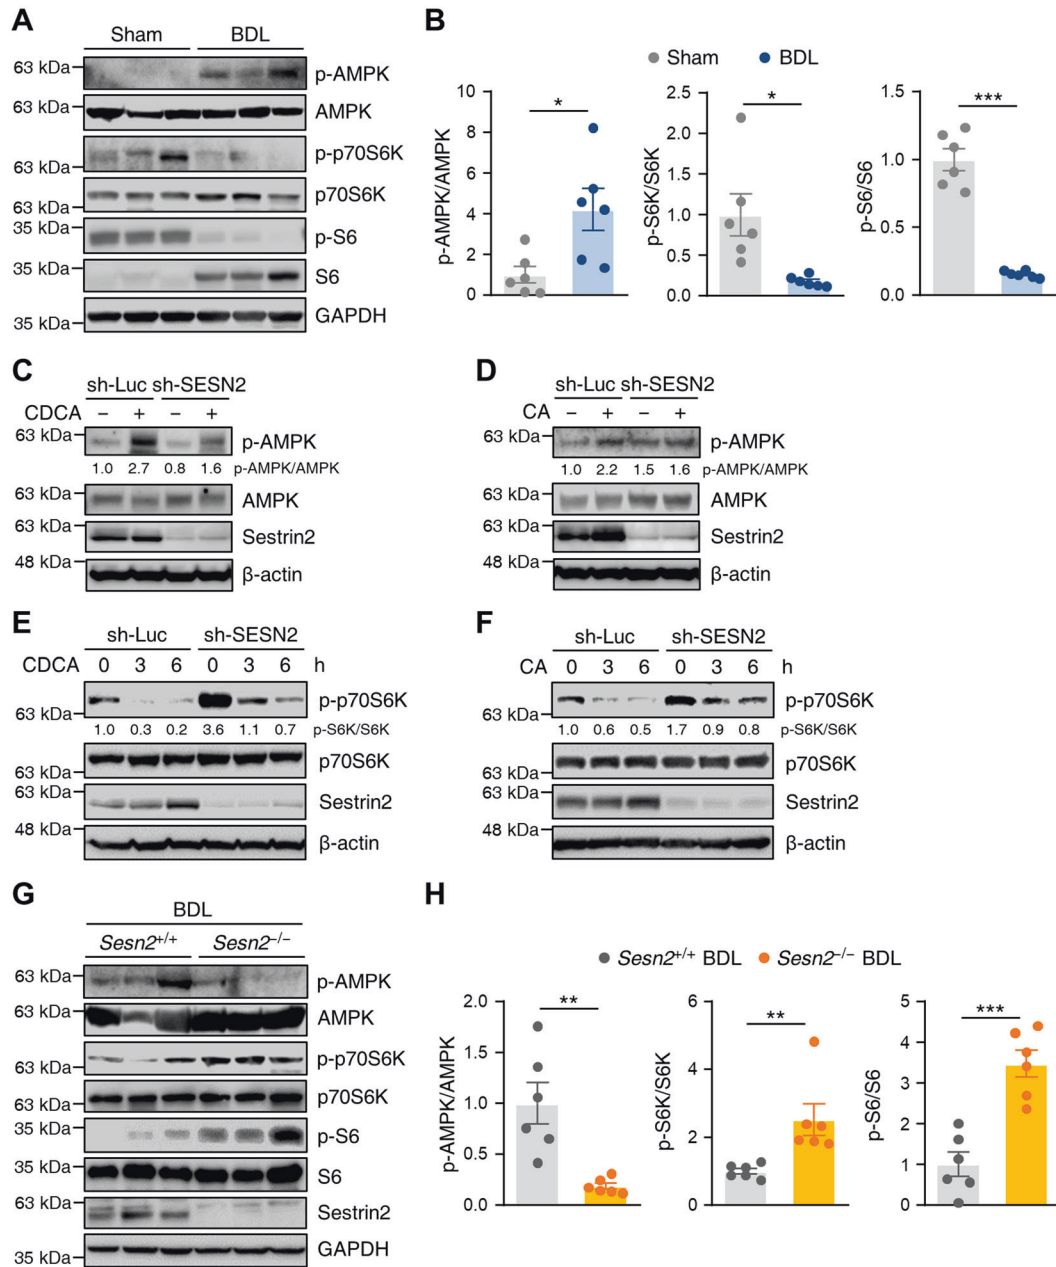 A
Sham BDL
63 kDa p-AMPK
63 kDa AMPK
63 kDa p-p70S6K
63 kDa p70S6K
35 kDa p-S6
35 kDa S6
35 kDa GAPDH
B
Sham BDL
p-AMPK/AMPK
10
8
6
4
2
0
*
p-S6K/S6K
2.5
2.0
1.5
1.0
0.5
0.0
*
p-S6/S6
1.5
1.0
0.5
0.0
***
C
sh-Luc sh-SESN2
CDCA − + − +
63 kDa p-AMPK
1.0 2.7 0.8 1.6 p-AMPK/AMPK
63 kDa AMPK
63 kDa Sestrin2
48 kDa β-actin
D
sh-Luc sh-SESN2
CA − + − +
63 kDa p-AMPK
1.0 2.2 1.5 1.6 p-AMPK/AMPK
63 kDa AMPK
63 kDa Sestrin2
48 kDa β-actin
E
sh-Luc sh-SESN2
CDCA 0 3 6 0 3 6 h
63 kDa p-p70S6K
1.0 0.3 0.2 3.6 1.1 0.7 p-S6K/S6K
63 kDa p70S6K
63 kDa Sestrin2
48 kDa β-actin
F
sh-Luc sh-SESN2
CA 0 3 6 0 3 6 h
63 kDa p-p70S6K
1.0 0.6 0.5 1.7 0.9 0.8 p-S6K/S6K
63 kDa p70S6K
63 kDa Sestrin2
48 kDa β-actin
G
BDL
Sesn2+/+ Sesn2−/−
63 kDa p-AMPK
63 kDa AMPK
63 kDa p-p70S6K
63 kDa p70S6K
35 kDa p-S6
35 kDa S6
63 kDa Sestrin2
35 kDa GAPDH
H
Sesn2+/+ BDL Sesn2−/− BDL
p-AMPK/AMPK
2.0
1.5
1.0
0.5
0.0
**
p-S6K/S6K
6
4
2
0
**
p-S6/S6
5
4
3
2
1
0
***